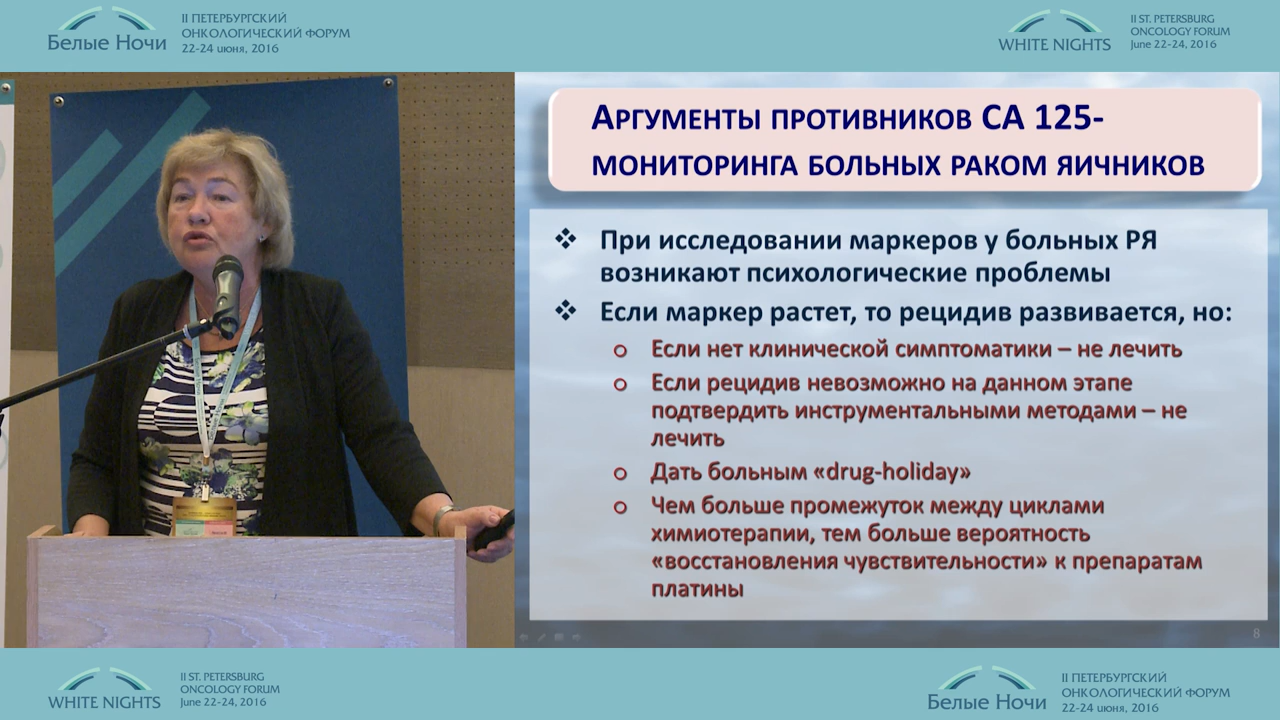 Белые Ночи
II ПЕТЕРБУРГСКИЙ
ОНКОЛОГИЧЕСКИЙ ФОРУМ
22-24 июня, 2016
WHITE NIGHTS
II ST. PETERSBURG
ONCOLOGY FORUM
June 22-24, 2016
АРГУМЕНТЫ ПРОТИВНИКОВ СА 125-
МОНИТОРИНГА БОЛЬНЫХ РАКОМ ЯИЧНИКОВ
❖ При исследовании маркеров у больных РЯ
возникают психологические проблемы
❖ Если маркер растет, то рецидив развивается, но:
o Если нет клинической симптоматики – не лечить
o Если рецидив невозможно на данном этапе
подтвердить инструментальными методами – не
лечить
o Дать больным «drug-holiday»
o Чем больше промежуток между циклами
химиотерапии, тем больше вероятность
«восстановления чувствительности» к препаратам
платины
8
WHITE NIGHTS
II ST. PETERSBURG
ONCOLOGY FORUM
June 22-24, 2016
Белые Ночи
II ПЕТЕРБУРГСКИЙ
ОНКОЛОГИЧЕСКИЙ ФОРУМ
22-24 июня, 2016